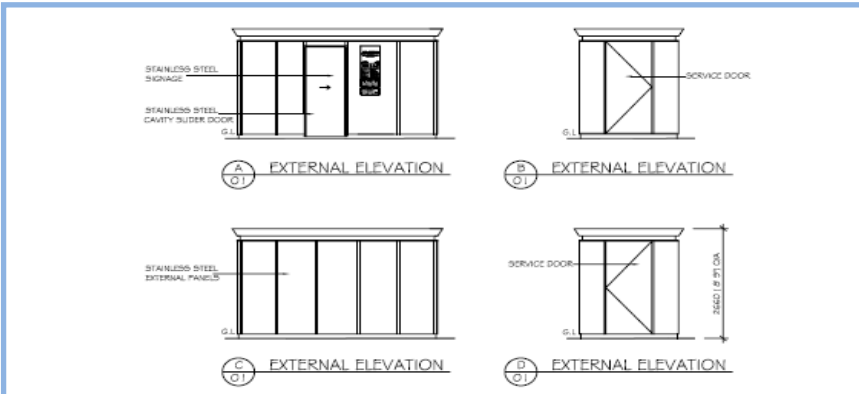 STAINLESS STEEL
SIGNAGE
STAINLESS STEEL
CAVITY SLIDER DOOR
G.L
A
01
EXTERNAL ELEVATION
SERVICE DOOR
G.L
B
01
EXTERNAL ELEVATION
STAINLESS STEEL
EXTERNAL PANELS
G.L
C
01
EXTERNAL ELEVATION
SERVICE DOOR
G.L
D
01
EXTERNAL ELEVATION
2660